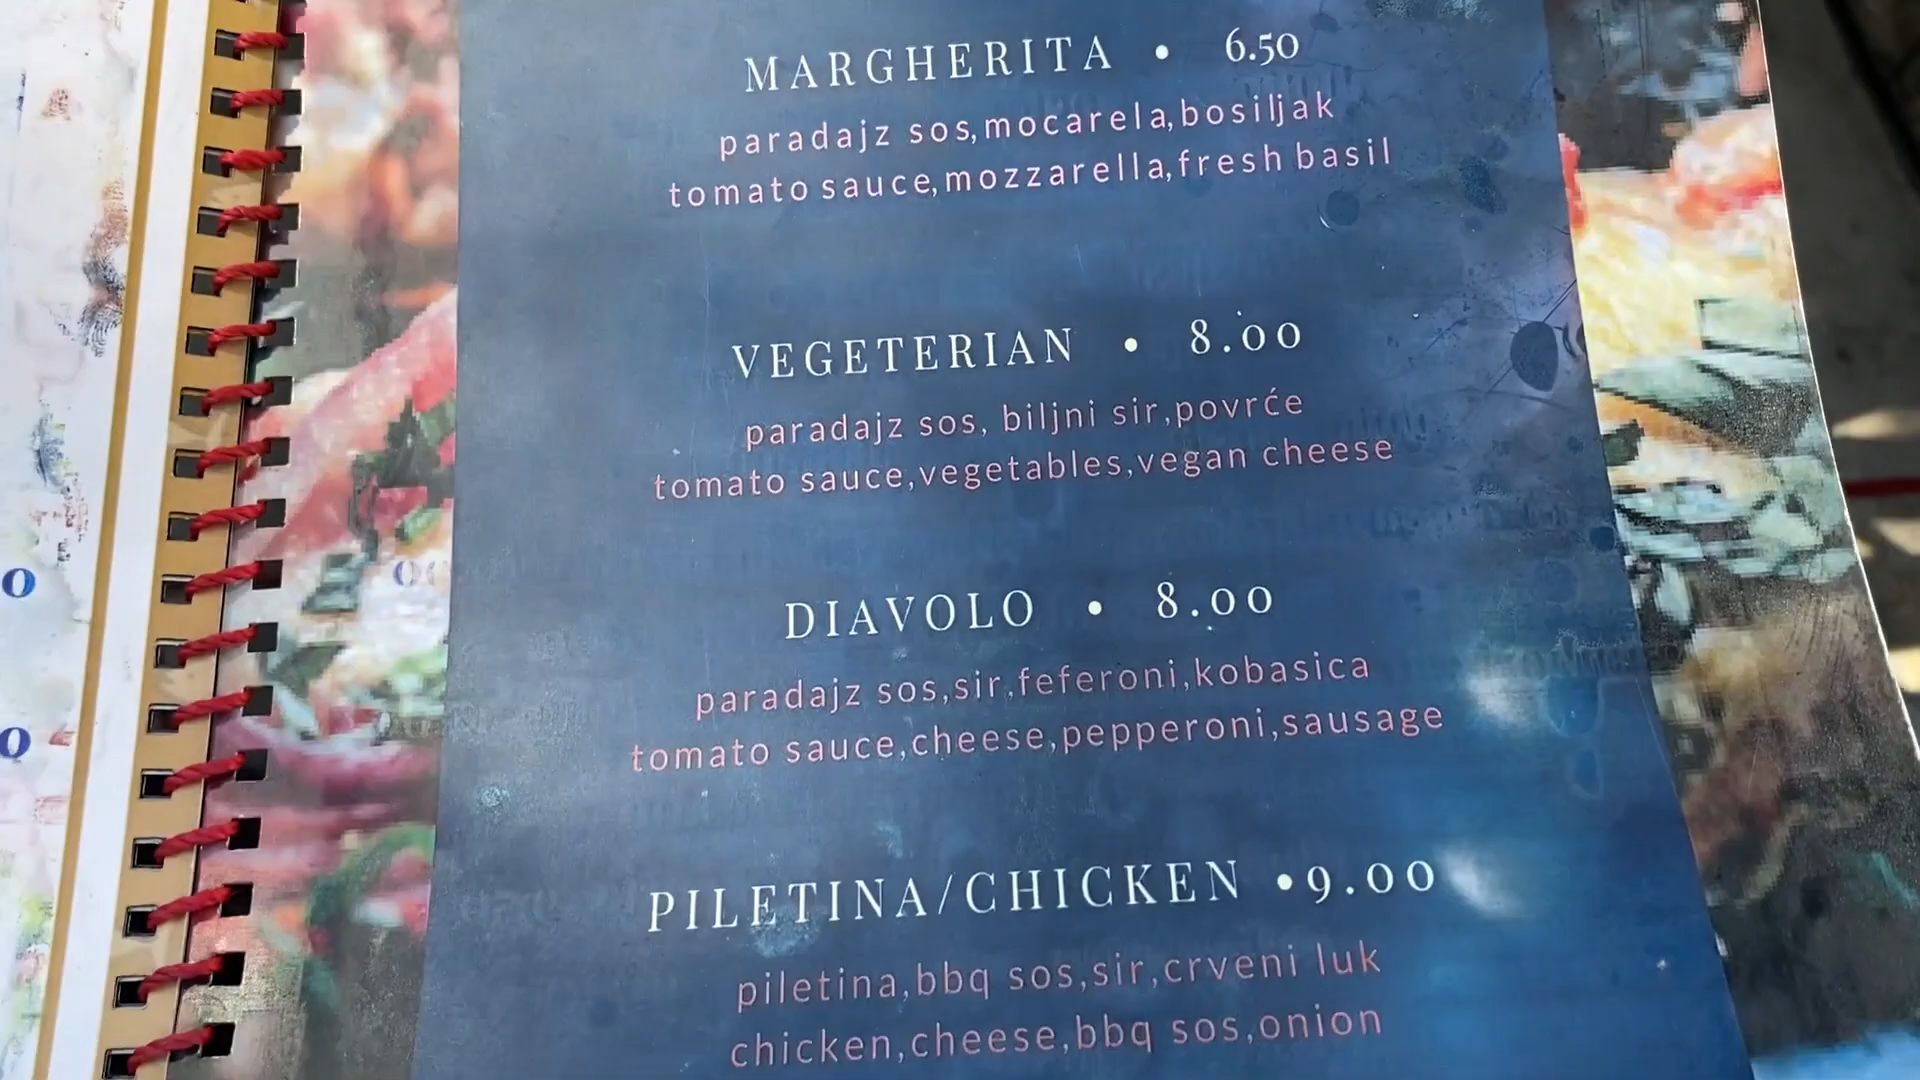 MARGHERITA • 6.50
paradajz sos,mocarela,bosiljak
tomato sauce,mozzarella,fresh basil
VEGETERIAN • 8.00
paradajz sos, biljni sir,povrće
tomato sauce,vegetables,vegan cheese
DIAVOLO • 8.00
paradajz sos,sir,feferoni,kobasica
tomato sauce,cheese,pepperoni,sausage
PILETINA/CHICKEN •9.00
piletina,bbq sos,sir,crveni luk
chicken,cheese,bbq sos,onion
0
0